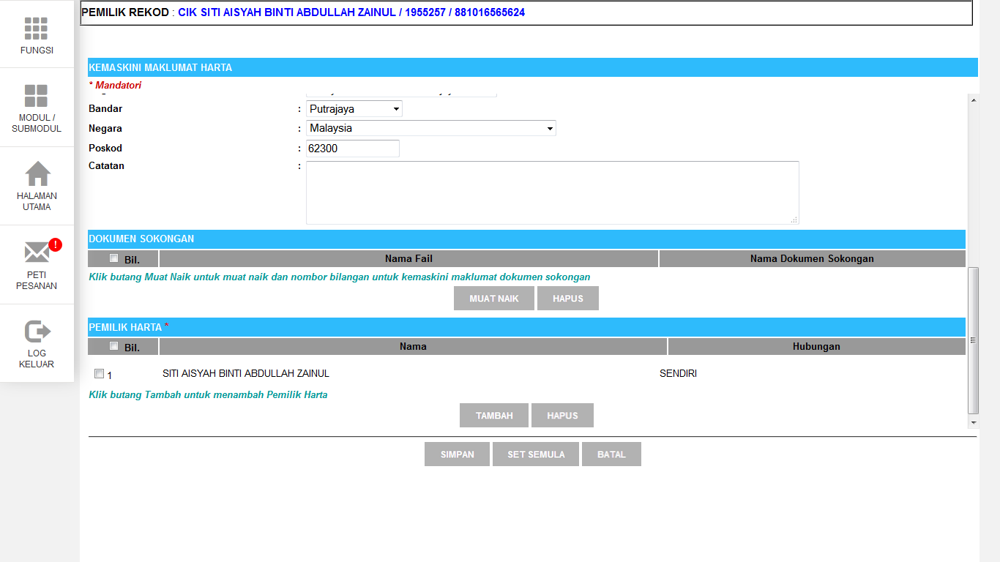 PEMILIK REKOD : CIK SITI AISYAH BINTI ABDULLAH ZAINUL / 1955257 / 881016565624
FUNGSI
MODUL /
SUBMODUL
HALAMAN
UTAMA
!
PETI
PESANAN
LOG
KELUAR
KEMASKINI MAKLUMAT HARTA
* Mandatori
Bandar : Putrajaya
Negara : Malaysia
Poskod : 62300
Catatan :
DOKUMEN SOKONGAN
Bil. Nama Fail Nama Dokumen Sokongan
Klik butang Muat Naik untuk muat naik dan nombor bilangan untuk kemaskini maklumat dokumen sokongan
MUAT NAIK HAPUS
PEMILIK HARTA *
Bil. Nama Hubungan
1 SITI AISYAH BINTI ABDULLAH ZAINUL SENDIRI
Klik butang Tambah untuk menambah Pemilik Harta
TAMBAH HAPUS
SIMPAN SET SEMULA BATAL